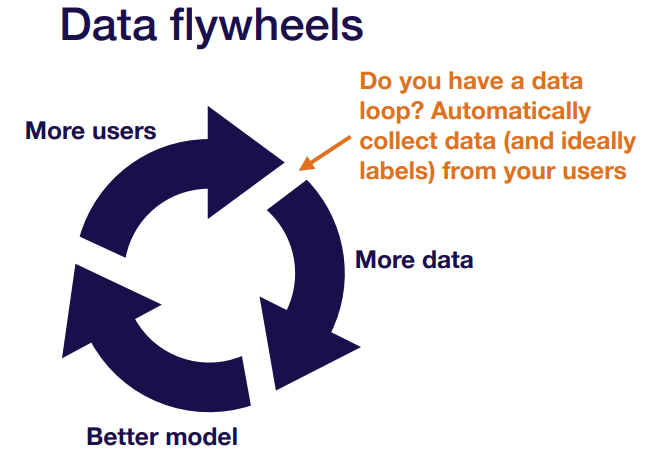 Data flywheels
Do you have a data
loop? Automatically
collect data (and ideally
labels) from your users
More users
More data
Better model